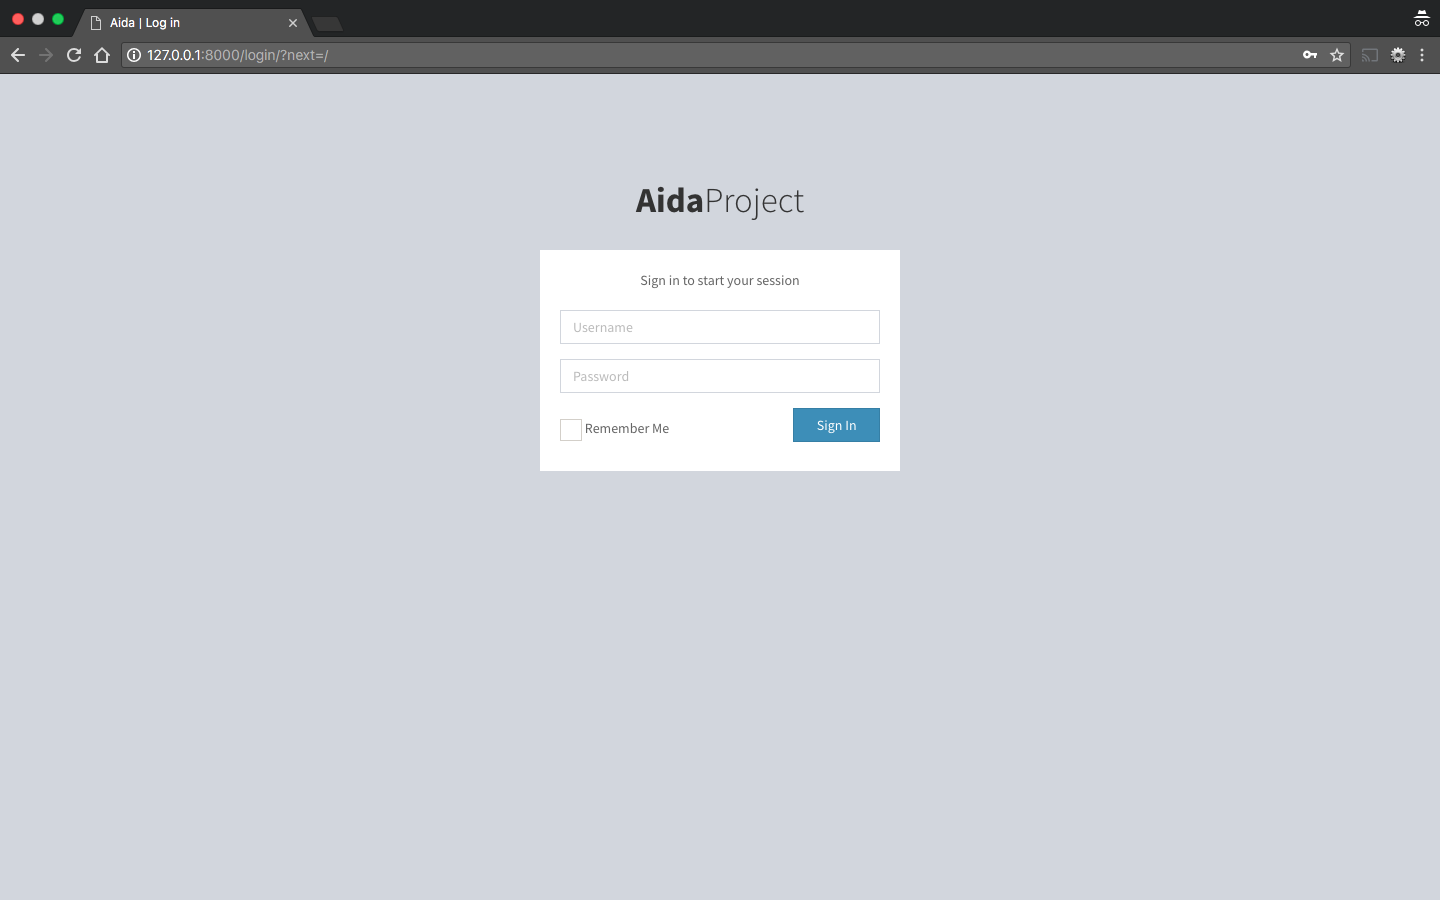 Aida | Log in
127.0.0.1:8000/login/?next=/
AidaProject
Sign in to start your session
Username
Password
Remember Me
Sign In